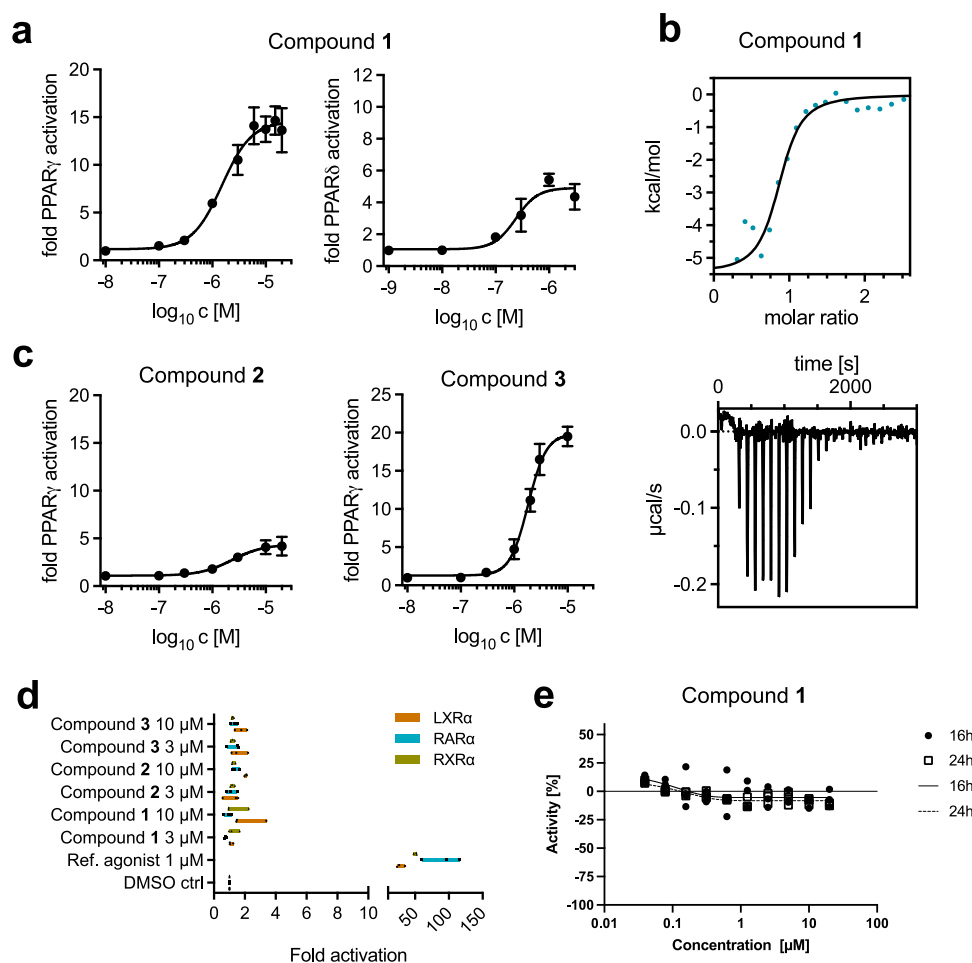 a
Compound 1
fold PPARγ activation
20
15
10
5
0
-8 -7 -6 -5
log10 c [M]
fold PPARδ activation
12
10
8
6
4
2
0
-9 -8 -7 -6
log10 c [M]
b
Compound 1
kcal/mol
0
-1
-2
-3
-4
-5
0 1 2
molar ratio
time [s]
0 2000
µcal/s
0.0
-0.1
-0.2
c
Compound 2
fold PPARγ activation
20
15
10
5
0
-8 -7 -6 -5
log10 c [M]
Compound 3
fold PPARγ activation
25
20
15
10
5
0
-8 -7 -6 -5
log10 c [M]
d
Compound 3 10 µM
Compound 3 3 µM
Compound 2 10 µM
Compound 2 3 µM
Compound 1 10 µM
Compound 1 3 µM
Ref. agonist 1 µM
DMSO ctrl
0 2 4 6 8 10 50 100 150
Fold activation
LXRα
RARα
RXRα
e
Compound 1
Activity [%]
50
25
0
-25
-50
-75
-100
0.01 0.1 1 10 100
Concentration [µM]
16h
24h
16h
24h